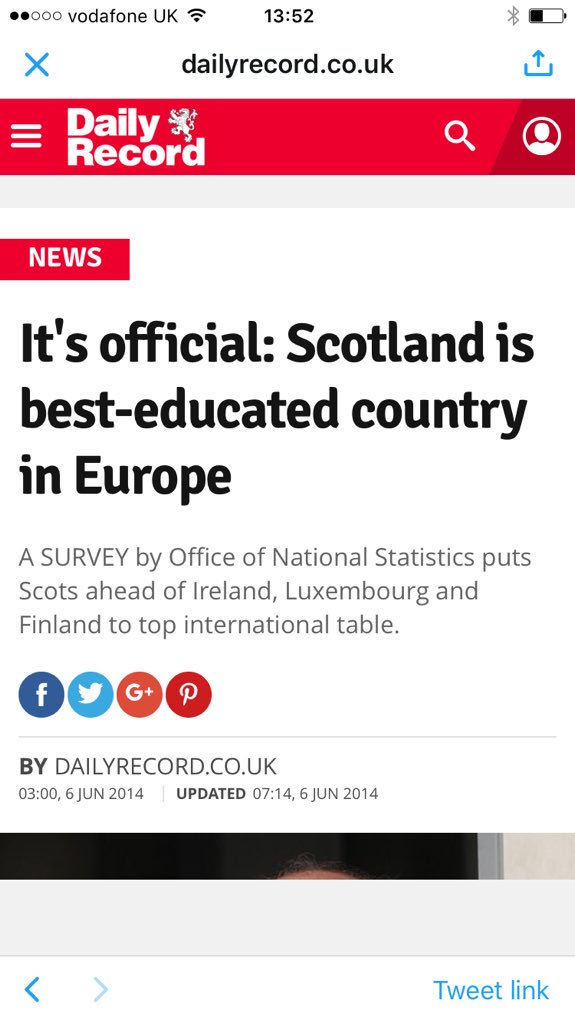 vodafone UK 13:52
dailyrecord.co.uk
Daily
Record
NEWS
It's official: Scotland is
best-educated country
in Europe
A SURVEY by Office of National Statistics puts
Scots ahead of Ireland, Luxembourg and
Finland to top international table.
f G+
BY DAILYRECORD.CO.UK
03:00, 6 JUN 2014 UPDATED 07:14, 6 JUN 2014
Tweet link